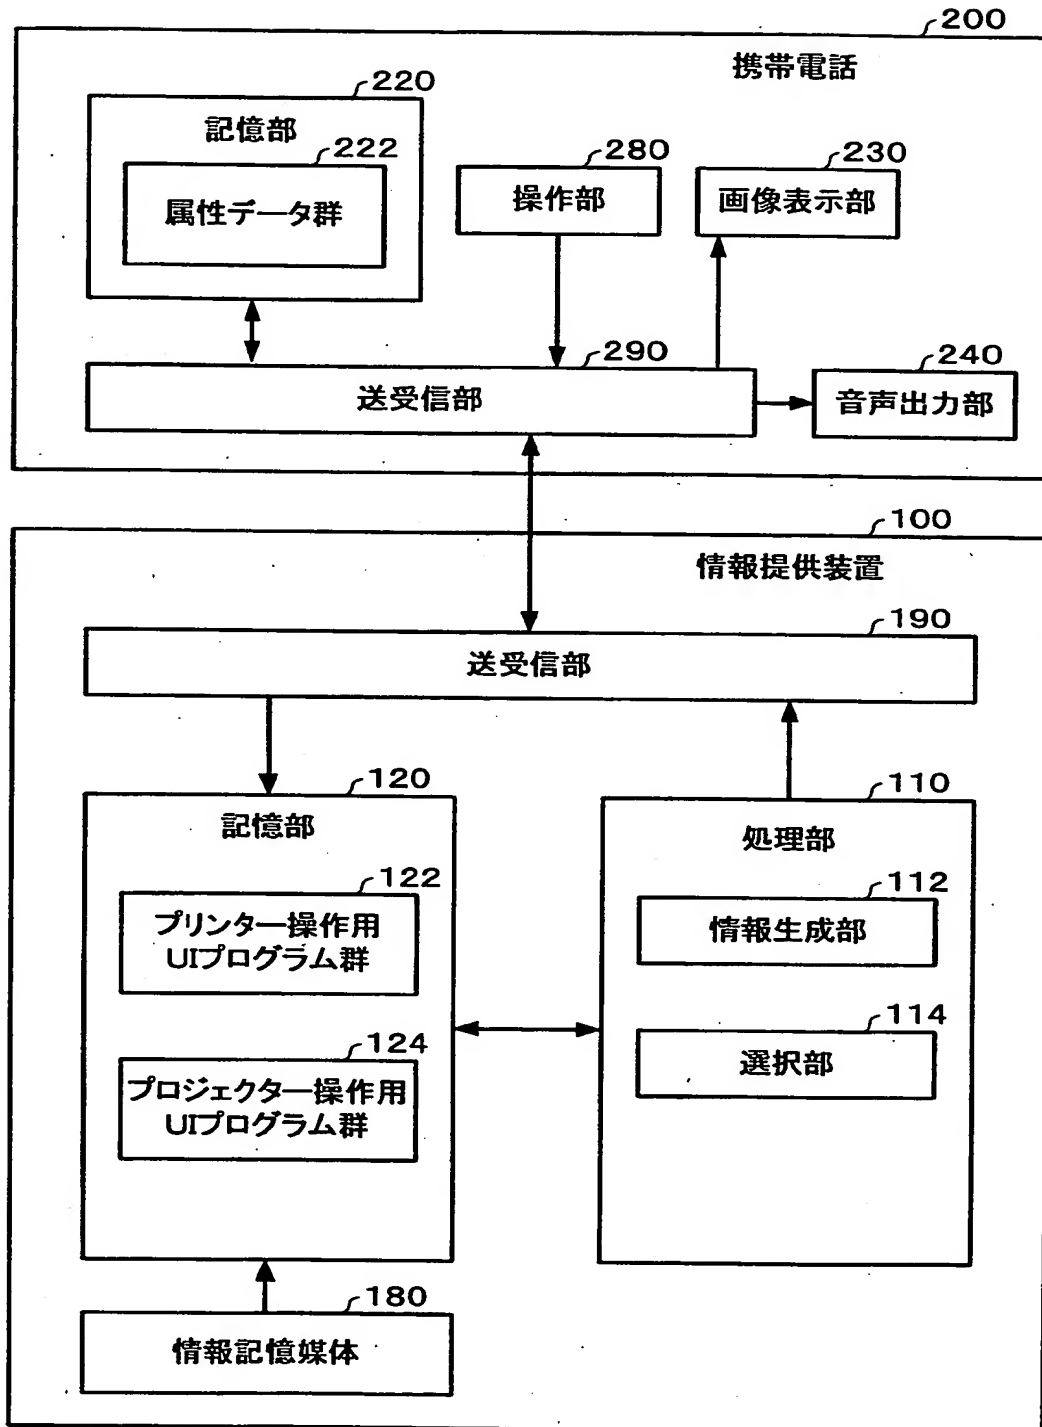 200
携帯電話
220
記憶部
222
属性データ群
280
操作部
230
画像表示部
290
送受信部
240
音声出力部
100
情報提供装置
190
送受信部
120
記憶部
122
プリンター操作用
UIプログラム群
124
プロジェクター操作用
UIプログラム群
110
処理部
112
情報生成部
114
選択部
180
情報記憶媒体